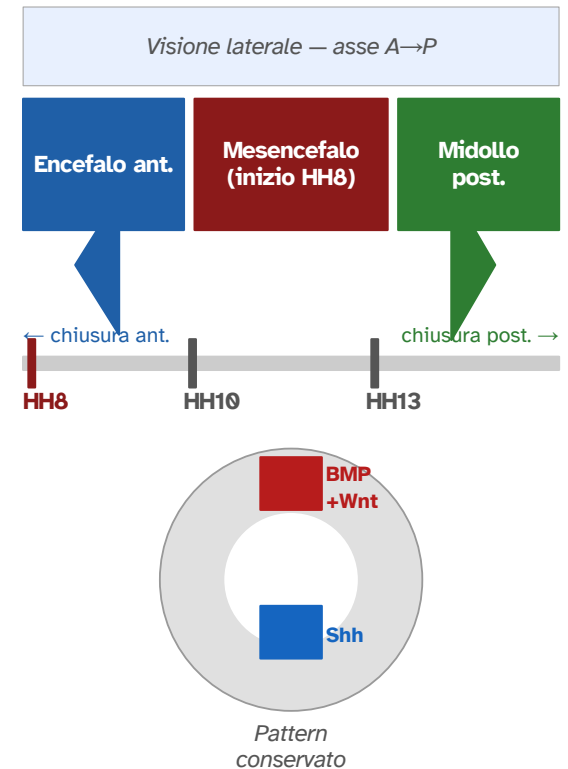 Visione laterale — asse A→P
Encefalo ant.
Mesencefalo
(inizio HH8)
Midollo
post.
← chiusura ant.
chiusura post. →
HH8
HH10
HH13
BMP
+Wnt
Shh
Pattern
conservato